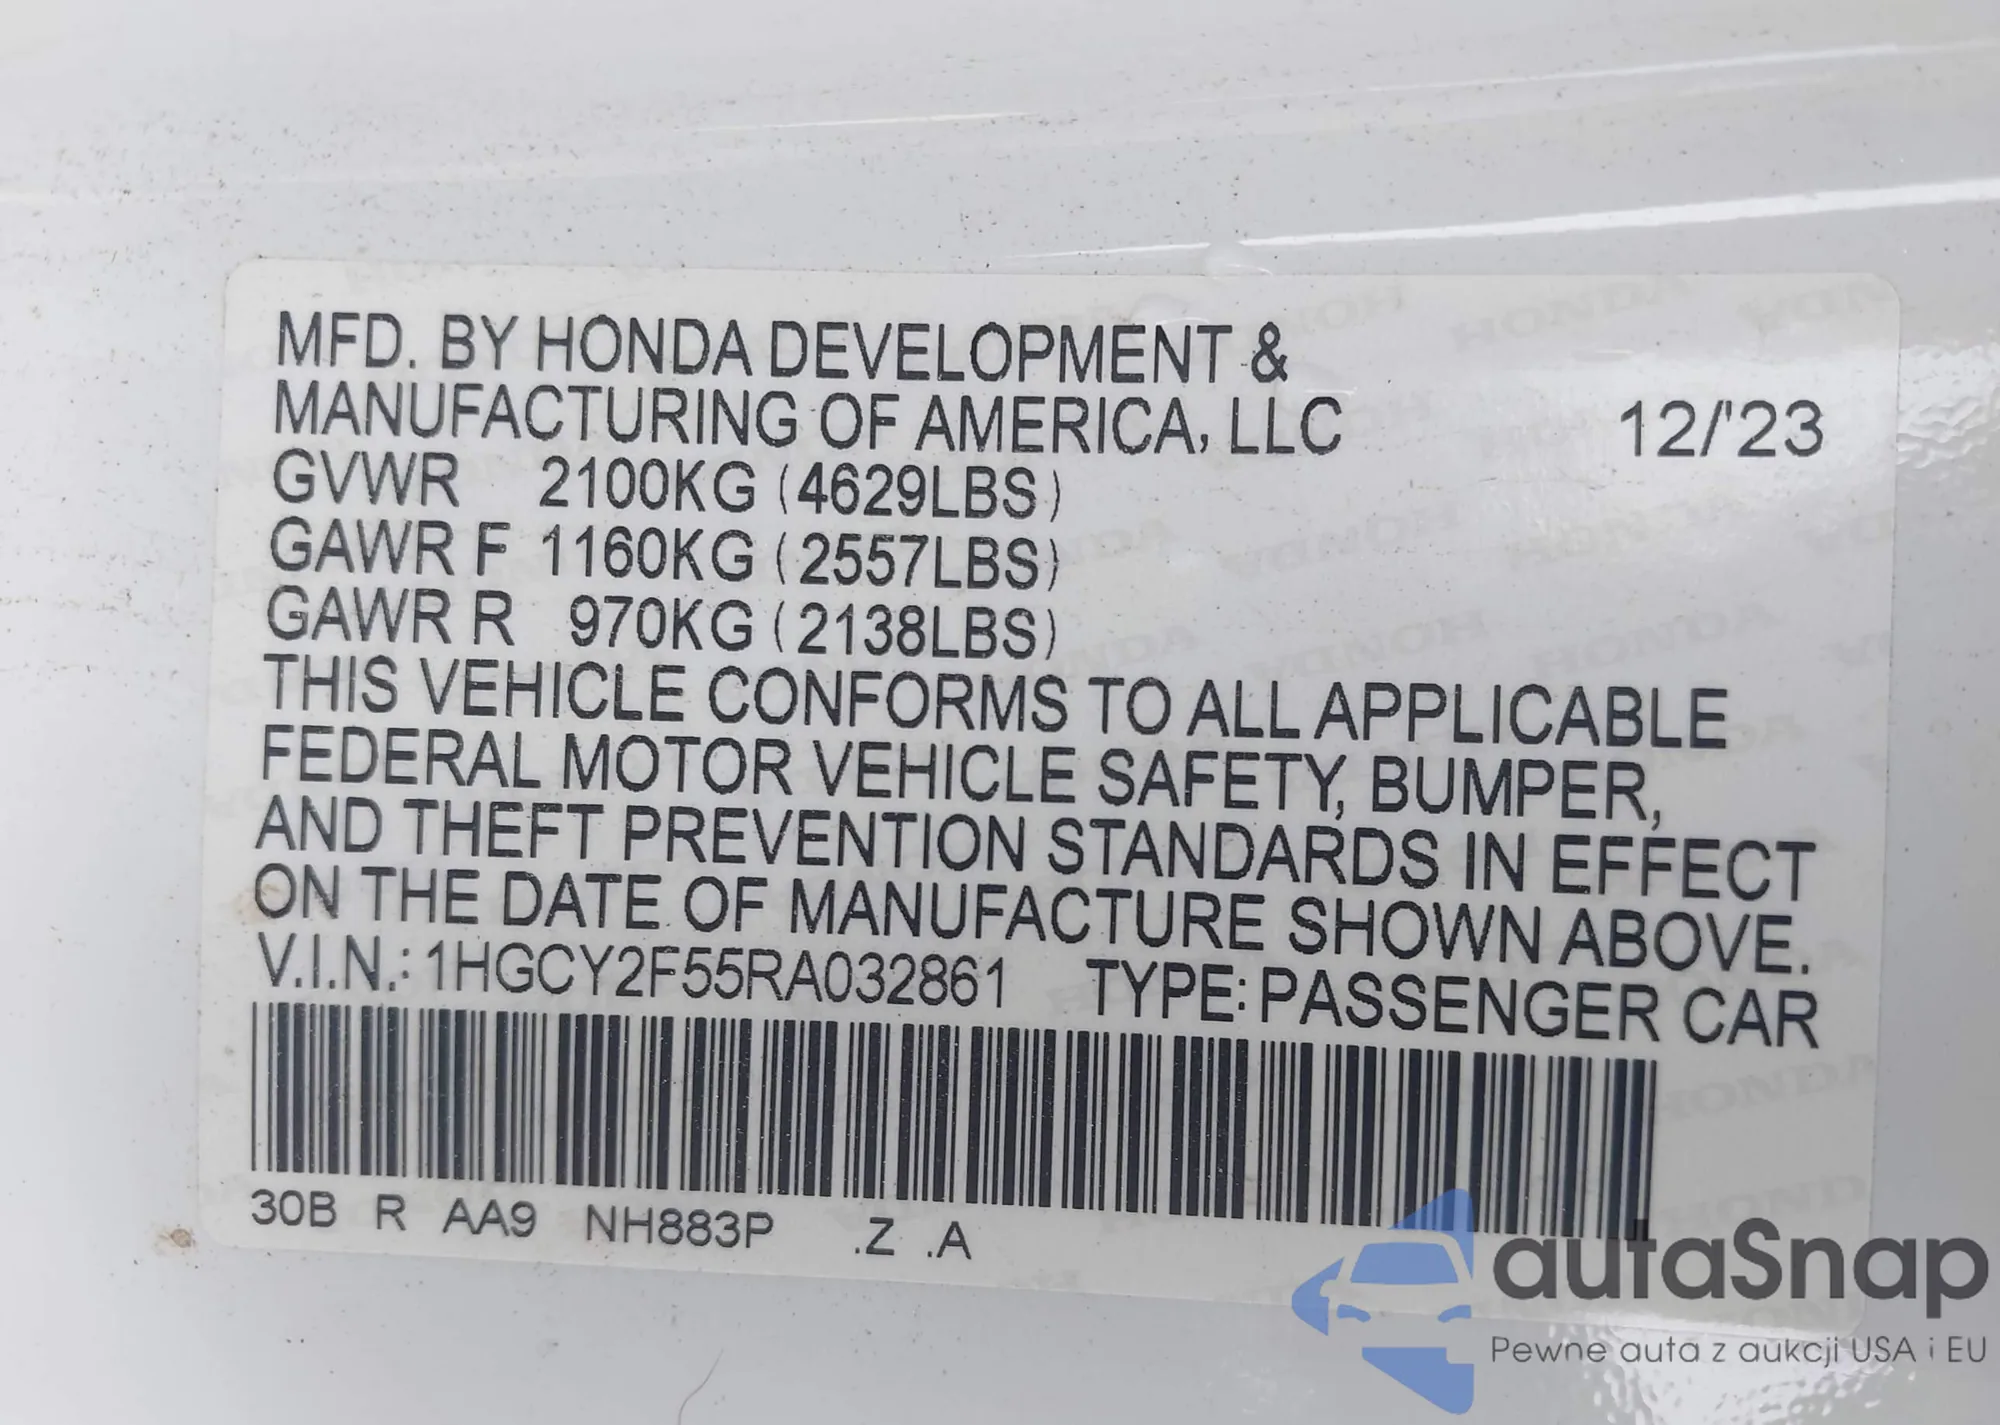 MFD. BY HONDA DEVELOPMENT &
MANUFACTURING OF AMERICA, LLC 12/'23
GVWR 2100KG (4629LBS)
GAWR F 1160KG (2557LBS)
GAWR R 970KG (2138LBS)
THIS VEHICLE CONFORMS TO ALL APPLICABLE
FEDERAL MOTOR VEHICLE SAFETY, BUMPER,
AND THEFT PREVENTION STANDARDS IN EFFECT
ON THE DATE OF MANUFACTURE SHOWN ABOVE.
V.I.N.: 1HGCY2F55RA032861 TYPE: PASSENGER CAR
30B R AA9 NH883P .Z .A
autaSnap
Pewne auta z aukcji USA i EU